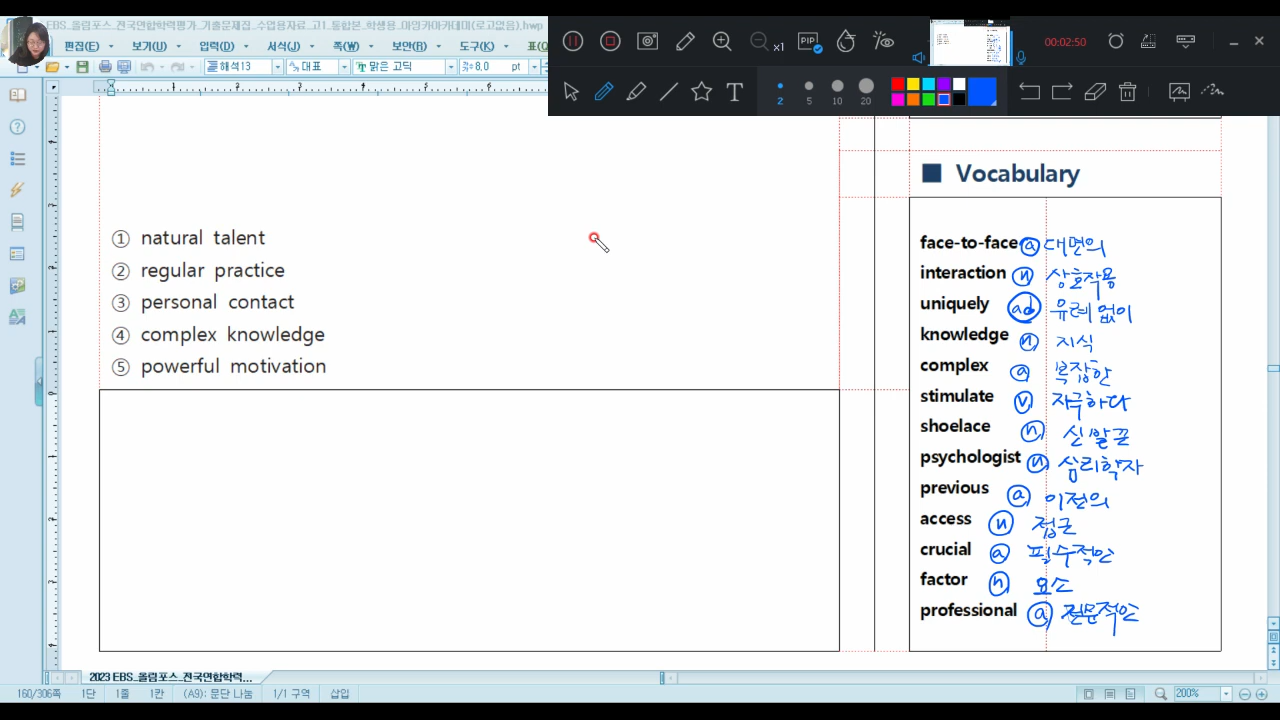 EBS_올림포스_전국연합학력평가_기출문제집_수업용자료_고1_통합본_학생용_아잉카아카데미(로고없음).hwp
편집(E) 보기(U) 입력(D) 서식(J) 쪽(W) 보안(R) 도구(K) 표(Q
x1 PIP 00:02:50
해석13 대표 맑은 고딕 8.0 pt
2 5 10 20
Vocabulary
① natural talent
② regular practice
③ personal contact
④ complex knowledge
⑤ powerful motivation
face-to-face ⓐ 대면의
interaction ⓝ 상호작용
uniquely ad 유례없이
knowledge ⓝ 지식
complex ⓐ 복잡한
stimulate ⓥ 자극하다
shoelace ⓝ 신발끈
psychologist ⓝ 심리학자
previous ⓐ 이전의
access ⓝ 접근
crucial ⓐ 필수적인
factor ⓝ 요소
professional ⓐ 전문적인
2023 EBS_올림포스_전국연합학력...
160/306쪽 1단 1줄 1칸 (A9): 문단 나눔 1/1 구역 삽입 200%